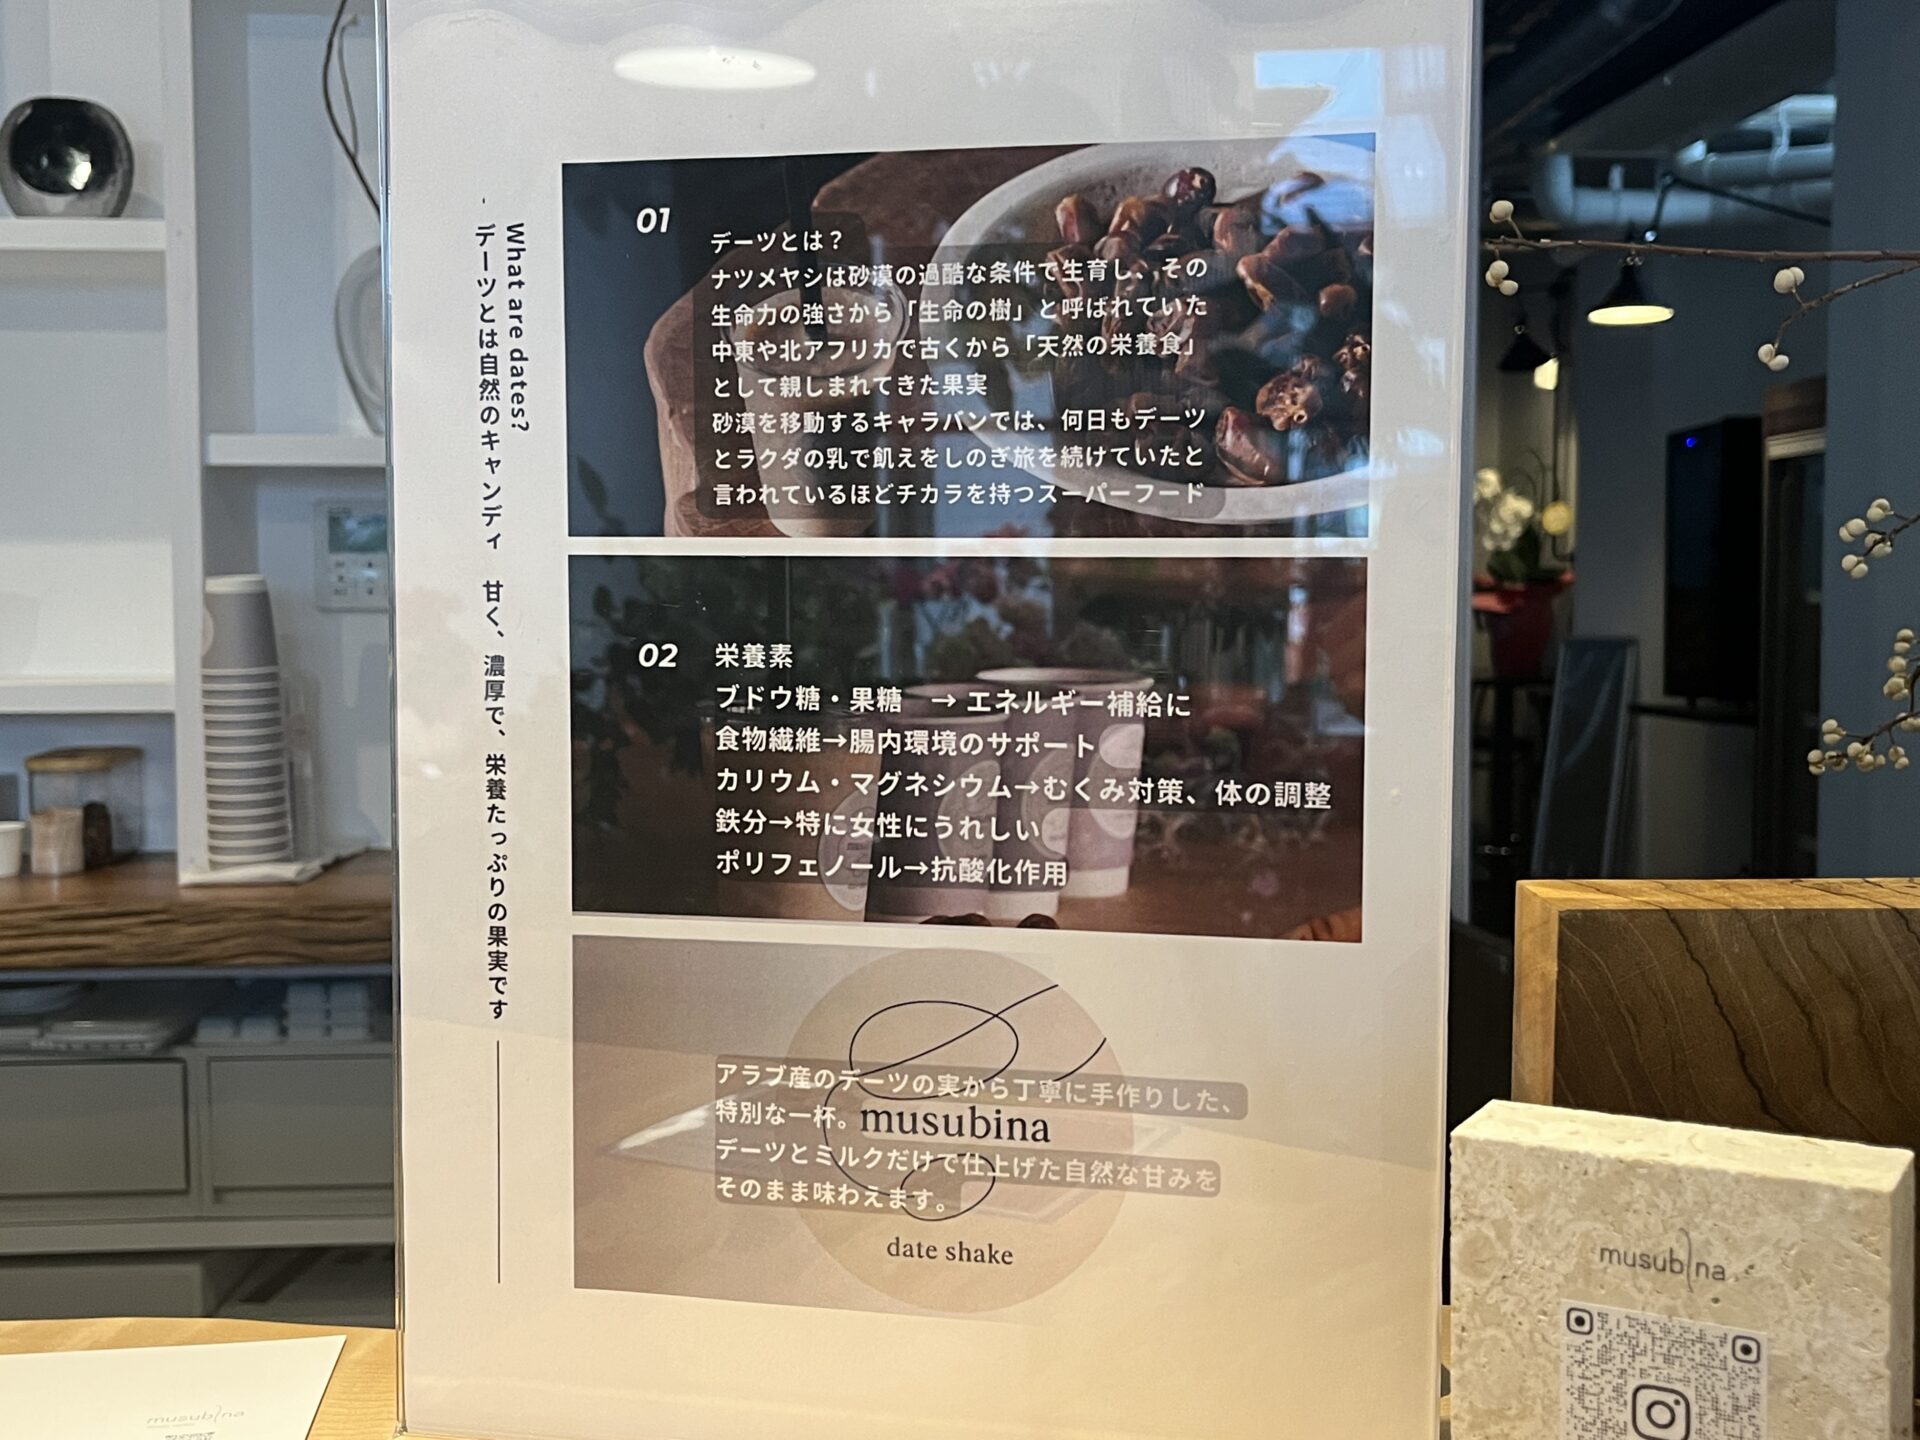 What are dates?
デーツとは自然のキャンディ 甘く、濃厚で、栄養たっぷりの果実です
01
デーツとは？
ナツメヤシは砂漠の過酷な条件で生育し、その
生命力の強さから「生命の樹」と呼ばれていた
中東や北アフリカで古くから「天然の栄養食」
として親しまれてきた果実
砂漠を移動するキャラバンでは、何日もデーツ
とラクダの乳で飢えをしのぎ旅を続けていたと
言われているほどチカラを持つスーパーフード
02
栄養素
ブドウ糖・果糖　→ エネルギー補給に
食物繊維→腸内環境のサポート
カリウム・マグネシウム→むくみ対策、体の調整
鉄分→特に女性にうれしい
ポリフェノール→抗酸化作用
アラブ産のデーツの実から丁寧に手作りした、
特別な一杯。
musubina
デーツとミルクだけで仕上げた自然な甘みを
そのまま味わえます。
date shake
musubina
musubina